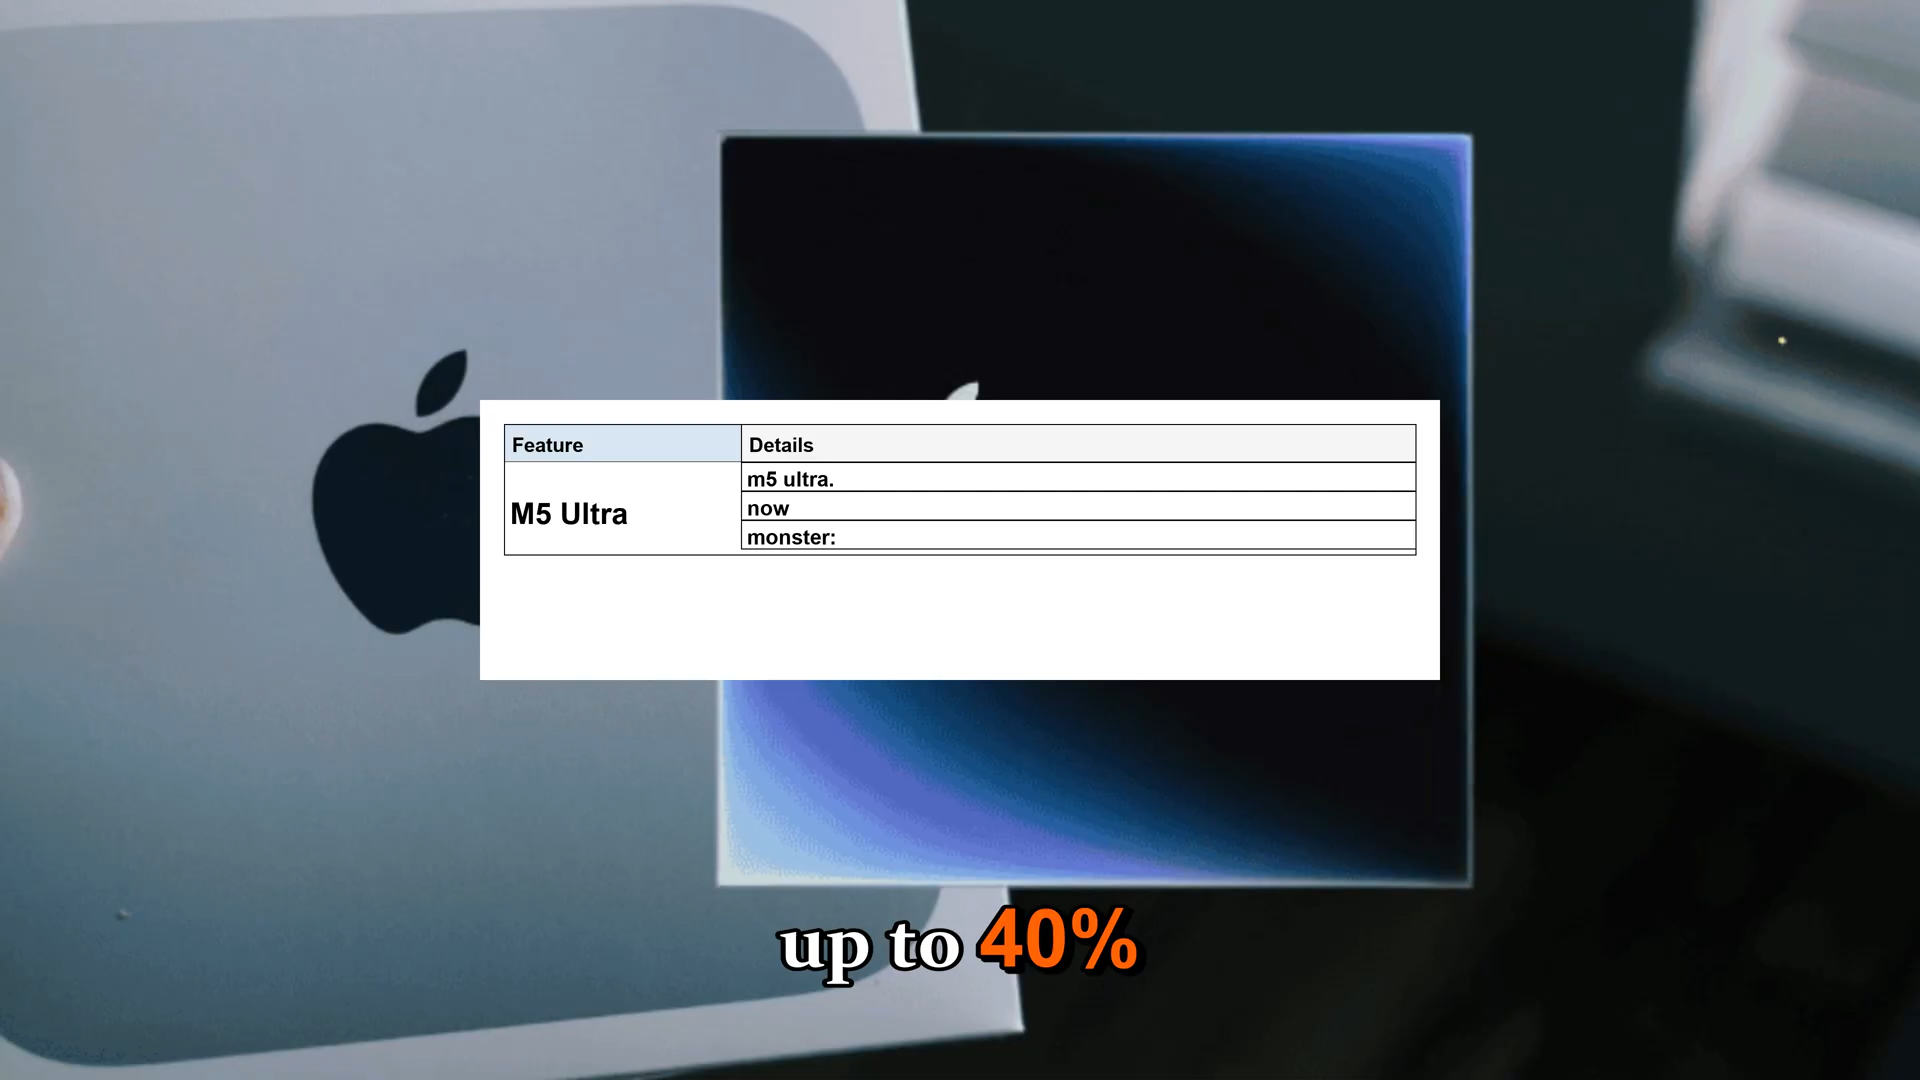 Feature
Details
M5 Ultra
m5 ultra.
now
monster:
up to 40%